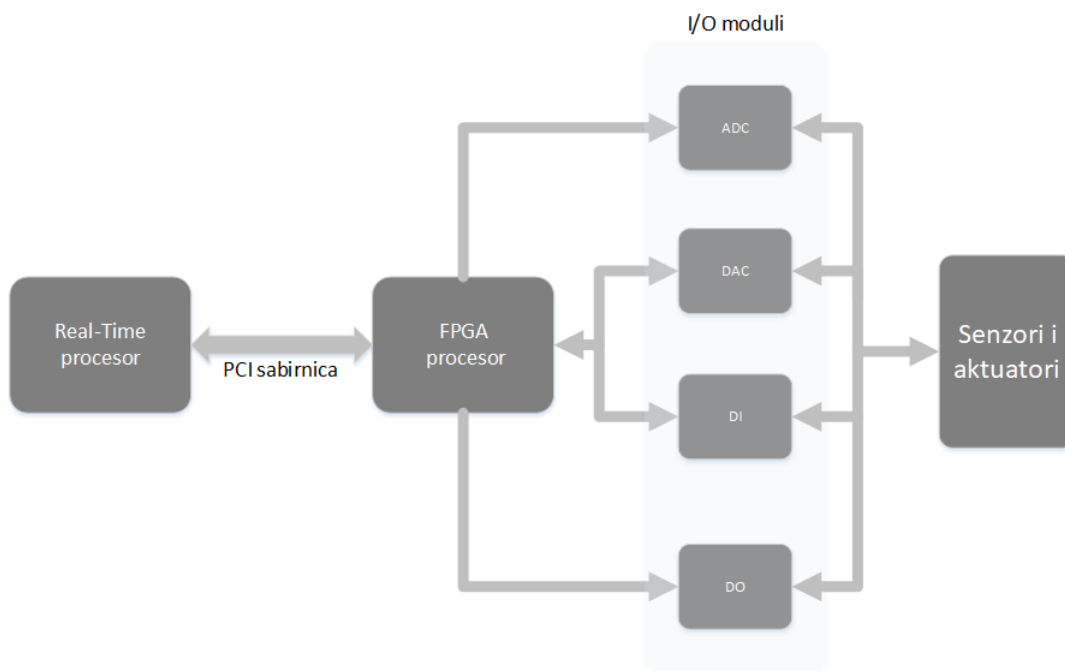 I/O moduli
ADC
DAC
Real-Time
procesor
PCI sabirnica
FPGA
procesor
DI
DO
Senzori i
aktuatori